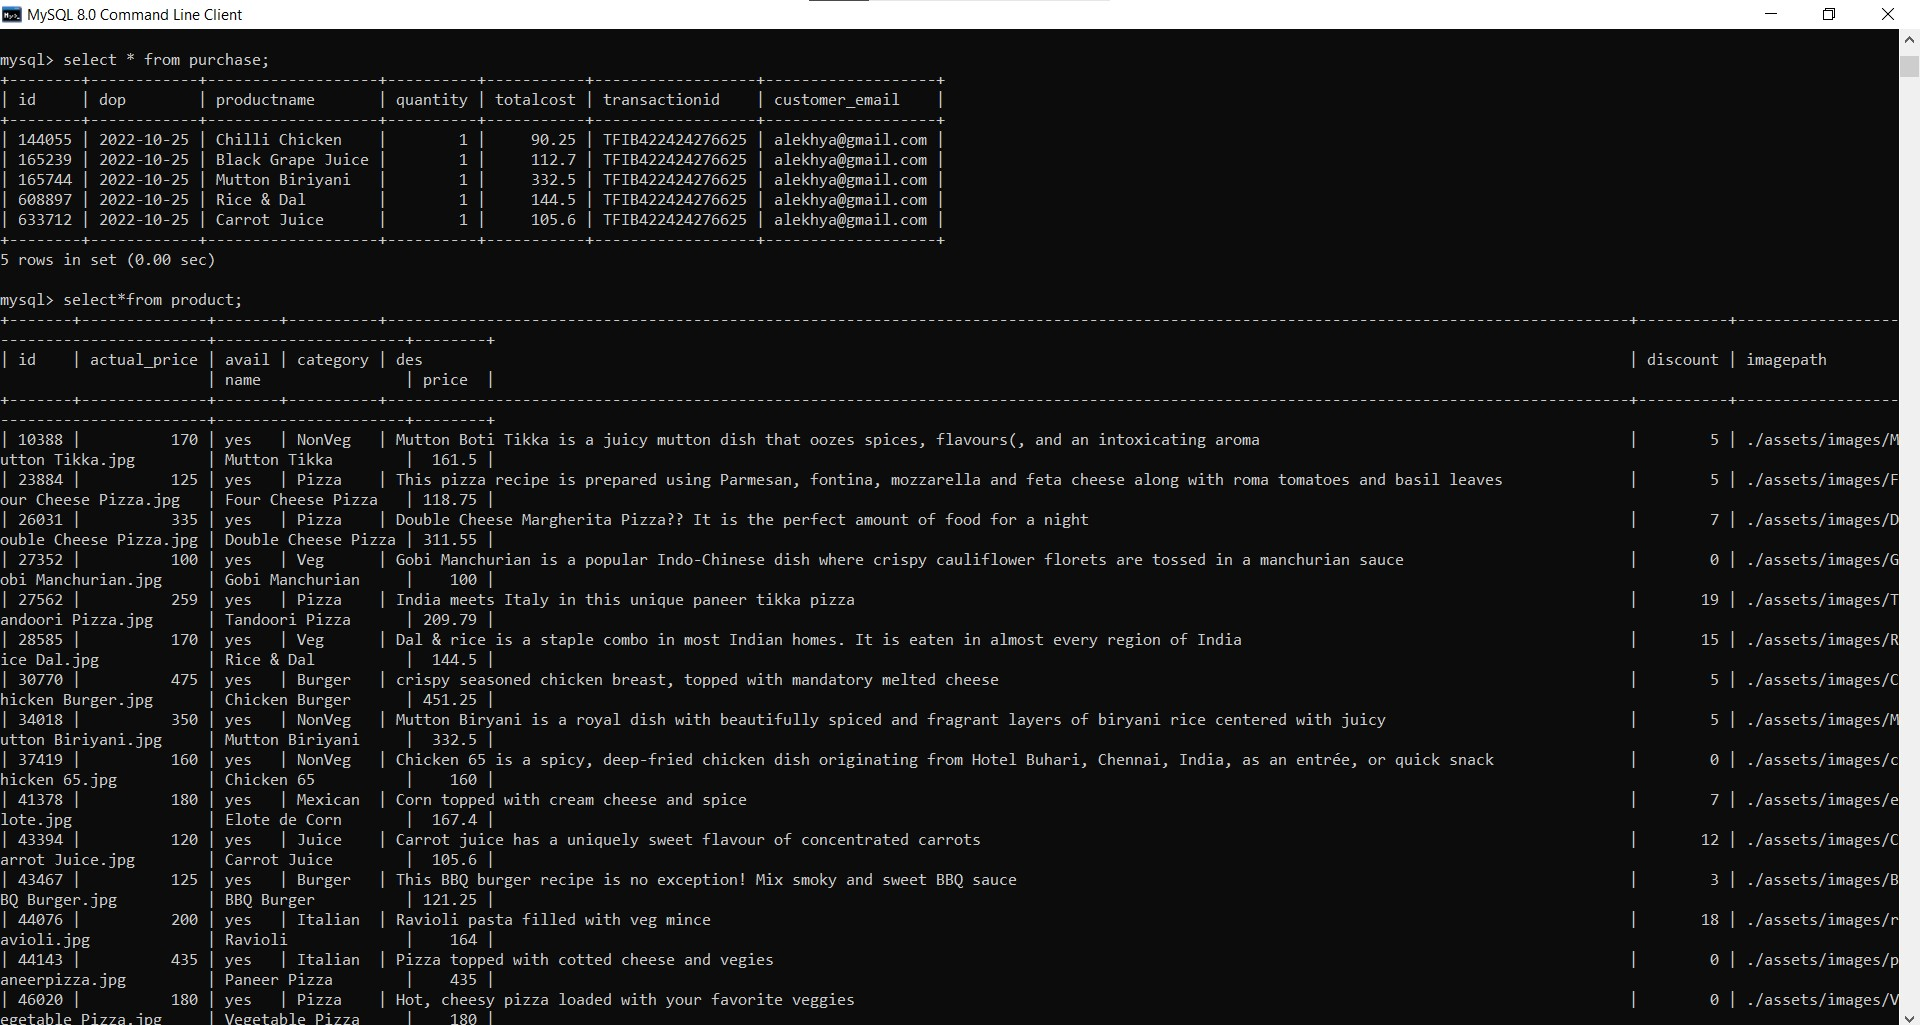 MySQL 8.0 Command Line Client
mysql> select * from purchase;
+--------+------------+-------------------+----------+-----------+------------------+-------------------+
| id     | dop        | productname       | quantity | totalcost | transactionid    | customer_email    |
+--------+------------+-------------------+----------+-----------+------------------+-------------------+
| 144055 | 2022-10-25 | Chilli Chicken    |        1 |     90.25 | TFIB422424276625 | alekhya@gmail.com |
| 165239 | 2022-10-25 | Black Grape Juice |        1 |     112.7 | TFIB422424276625 | alekhya@gmail.com |
| 165744 | 2022-10-25 | Mutton Biriyani   |        1 |     332.5 | TFIB422424276625 | alekhya@gmail.com |
| 608897 | 2022-10-25 | Rice & Dal        |        1 |     144.5 | TFIB422424276625 | alekhya@gmail.com |
| 633712 | 2022-10-25 | Carrot Juice      |        1 |     105.6 | TFIB422424276625 | alekhya@gmail.com |
+--------+------------+-------------------+----------+-----------+------------------+-------------------+
5 rows in set (0.00 sec)
mysql> select*from product;
| id    | actual_price | avail | category | des | discount | imagepath
| name                | price  |
| 10388 |          170 | yes   | NonVeg   | Mutton Boti Tikka is a juicy mutton dish that oozes spices, flavours(, and an intoxicating aroma |        5 | ./assets/images/M
utton Tikka.jpg        | Mutton Tikka        |  161.5 |
| 23884 |          125 | yes   | Pizza    | This pizza recipe is prepared using Parmesan, fontina, mozzarella and feta cheese along with roma tomatoes and basil leaves |        5 | ./assets/images/F
our Cheese Pizza.jpg   | Four Cheese Pizza   | 118.75 |
| 26031 |          335 | yes   | Pizza    | Double Cheese Margherita Pizza?? It is the perfect amount of food for a night |        7 | ./assets/images/D
ouble Cheese Pizza.jpg | Double Cheese Pizza | 311.55 |
| 27352 |          100 | yes   | Veg      | Gobi Manchurian is a popular Indo-Chinese dish where crispy cauliflower florets are tossed in a manchurian sauce |        0 | ./assets/images/G
obi Manchurian.jpg     | Gobi Manchurian     |    100 |
| 27562 |          259 | yes   | Pizza    | India meets Italy in this unique paneer tikka pizza |       19 | ./assets/images/T
andoori Pizza.jpg      | Tandoori Pizza      | 209.79 |
| 28585 |          170 | yes   | Veg      | Dal & rice is a staple combo in most Indian homes. It is eaten in almost every region of India |       15 | ./assets/images/R
ice Dal.jpg            | Rice & Dal          |  144.5 |
| 30770 |          475 | yes   | Burger   | crispy seasoned chicken breast, topped with mandatory melted cheese |        5 | ./assets/images/C
hicken Burger.jpg      | Chicken Burger      | 451.25 |
| 34018 |          350 | yes   | NonVeg   | Mutton Biryani is a royal dish with beautifully spiced and fragrant layers of biryani rice centered with juicy |        5 | ./assets/images/M
utton Biriyani.jpg     | Mutton Biriyani     |  332.5 |
| 37419 |          160 | yes   | NonVeg   | Chicken 65 is a spicy, deep-fried chicken dish originating from Hotel Buhari, Chennai, India, as an entrée, or quick snack |        0 | ./assets/images/c
hicken 65.jpg          | Chicken 65          |    160 |
| 41378 |          180 | yes   | Mexican  | Corn topped with cream cheese and spice |        7 | ./assets/images/e
lote.jpg               | Elote de Corn       |  167.4 |
| 43394 |          120 | yes   | Juice    | Carrot juice has a uniquely sweet flavour of concentrated carrots |       12 | ./assets/images/C
arrot Juice.jpg        | Carrot Juice        |  105.6 |
| 43467 |          125 | yes   | Burger   | This BBQ burger recipe is no exception! Mix smoky and sweet BBQ sauce |        3 | ./assets/images/B
BQ Burger.jpg          | BBQ Burger          | 121.25 |
| 44076 |          200 | yes   | Italian  | Ravioli pasta filled with veg mince |       18 | ./assets/images/r
avioli.jpg             | Ravioli             |    164 |
| 44143 |          435 | yes   | Italian  | Pizza topped with cotted cheese and vegies |        0 | ./assets/images/p
aneerpizza.jpg         | Paneer Pizza        |    435 |
| 46020 |          180 | yes   | Pizza    | Hot, cheesy pizza loaded with your favorite veggies |        0 | ./assets/images/V
egetable Pizza.jpg     | Vegetable Pizza     |    180 |